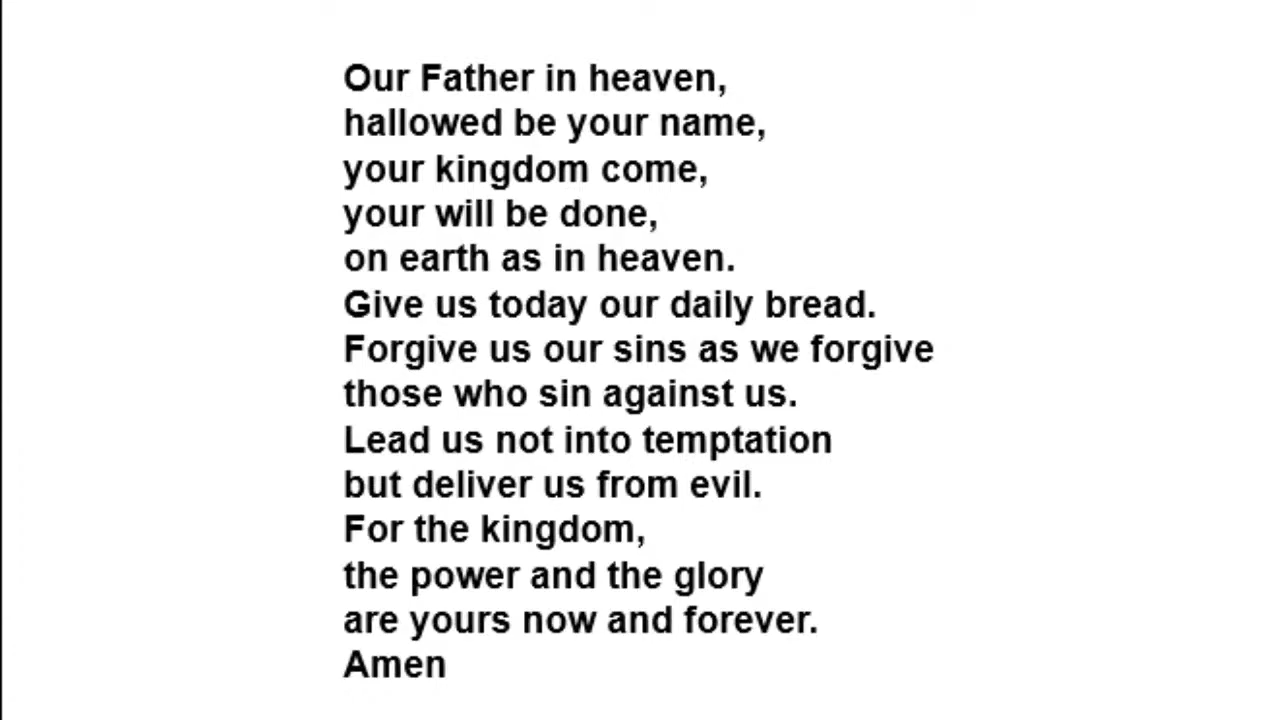 Our Father in heaven,
hallowed be your name,
your kingdom come,
your will be done,
on earth as in heaven.
Give us today our daily bread.
Forgive us our sins as we forgive
those who sin against us.
Lead us not into temptation
but deliver us from evil.
For the kingdom,
the power and the glory
are yours now and forever.
Amen